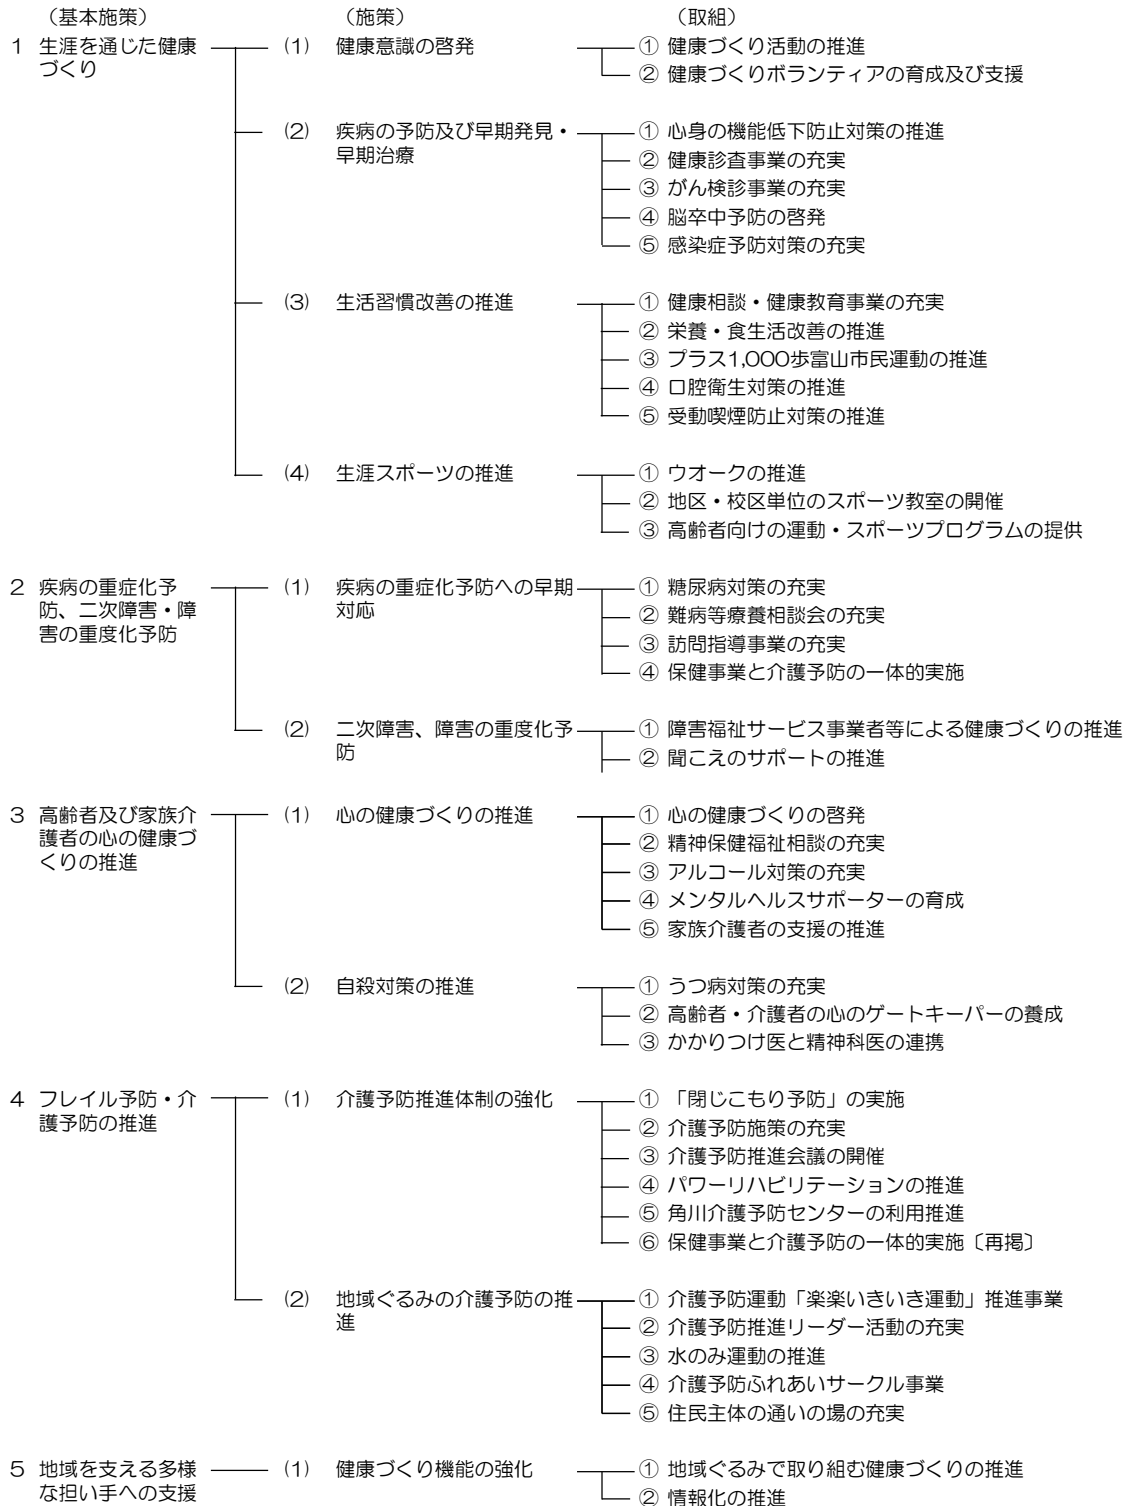 （基本施策） （施策） （取組）
1 生涯を通じた健康 (1) 健康意識の啓発 ① 健康づくり活動の推進
づくり ② 健康づくりボランティアの育成及び支援
(2) 疾病の予防及び早期発見・ ① 心身の機能低下防止対策の推進
早期治療 ② 健康診査事業の充実
③ がん検診事業の充実
④ 脳卒中予防の啓発
⑤ 感染症予防対策の充実
(3) 生活習慣改善の推進 ① 健康相談・健康教育事業の充実
② 栄養・食生活改善の推進
③ プラス1,000歩富山市民運動の推進
④ 口腔衛生対策の推進
⑤ 受動喫煙防止対策の推進
(4) 生涯スポーツの推進 ① ウオークの推進
② 地区・校区単位のスポーツ教室の開催
③ 高齢者向けの運動・スポーツプログラムの提供
2 疾病の重症化予 (1) 疾病の重症化予防への早期 ① 糖尿病対策の充実
防、二次障害・障 対応 ② 難病等療養相談会の充実
害の重度化予防 ③ 訪問指導事業の充実
④ 保健事業と介護予防の一体的実施
(2) 二次障害、障害の重度化予 ① 障害福祉サービス事業者等による健康づくりの推進
防 ② 聞こえのサポートの推進
3 高齢者及び家族介 (1) 心の健康づくりの推進 ① 心の健康づくりの啓発
護者の心の健康づ ② 精神保健福祉相談の充実
くりの推進 ③ アルコール対策の充実
④ メンタルヘルスサポーターの育成
⑤ 家族介護者の支援の推進
(2) 自殺対策の推進 ① うつ病対策の充実
② 高齢者・介護者の心のゲートキーパーの養成
③ かかりつけ医と精神科医の連携
4 フレイル予防・介 (1) 介護予防推進体制の強化 ① 「閉じこもり予防」の実施
護予防の推進 ② 介護予防施策の充実
③ 介護予防推進会議の開催
④ パワーリハビリテーションの推進
⑤ 角川介護予防センターの利用推進
⑥ 保健事業と介護予防の一体的実施〔再掲〕
(2) 地域ぐるみの介護予防の推 ① 介護予防運動「楽楽いきいき運動」推進事業
進 ② 介護予防推進リーダー活動の充実
③ 水のみ運動の推進
④ 介護予防ふれあいサークル事業
⑤ 住民主体の通いの場の充実
5 地域を支える多様 (1) 健康づくり機能の強化 ① 地域ぐるみで取り組む健康づくりの推進
な担い手への支援 ② 情報化の推進